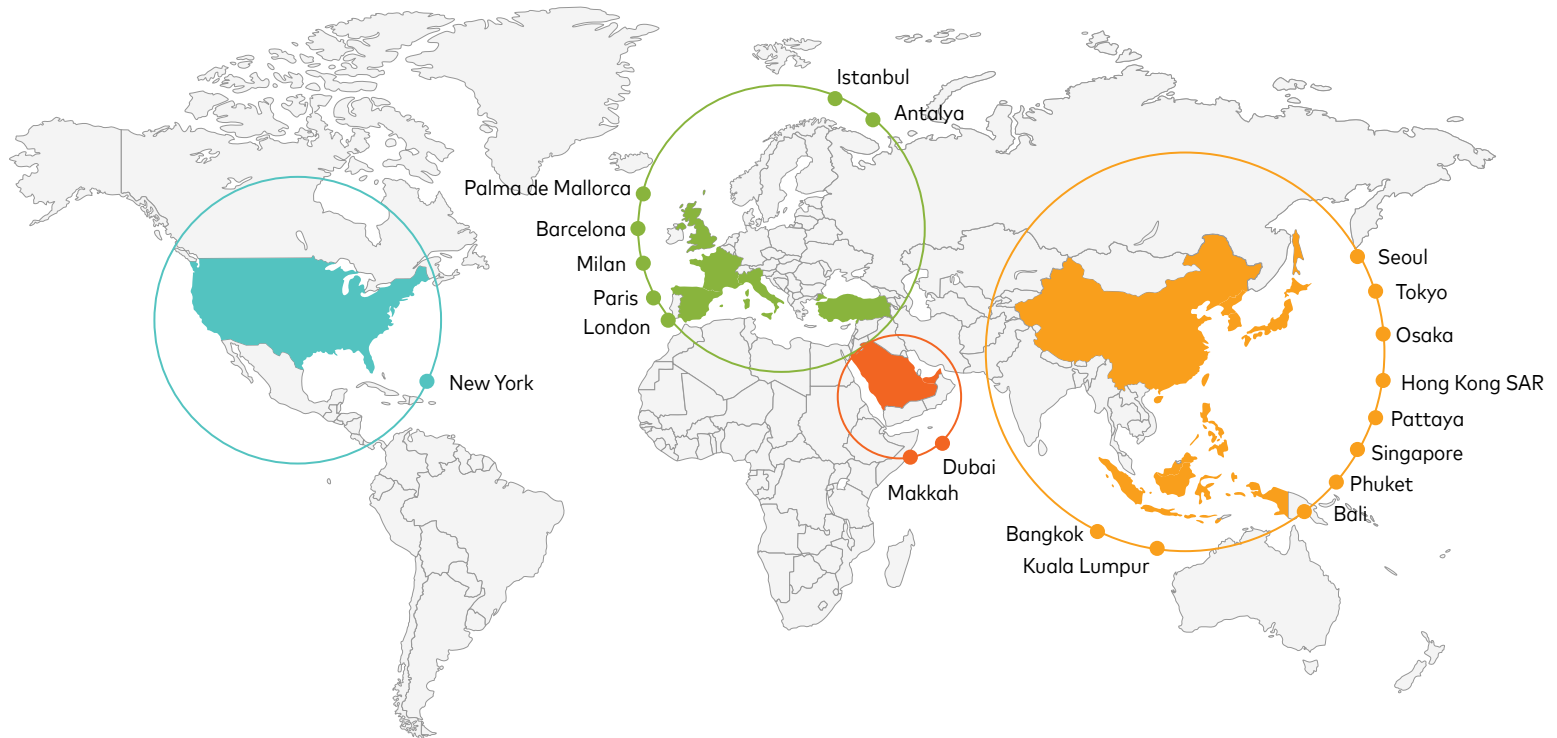 Istanbul
Antalya
Palma de Mallorca
Barcelona
Milan
Paris
London
New York
Dubai
Makkah
Seoul
Tokyo
Osaka
Hong Kong SAR
Pattaya
Singapore
Phuket
Bali
Bangkok
Kuala Lumpur